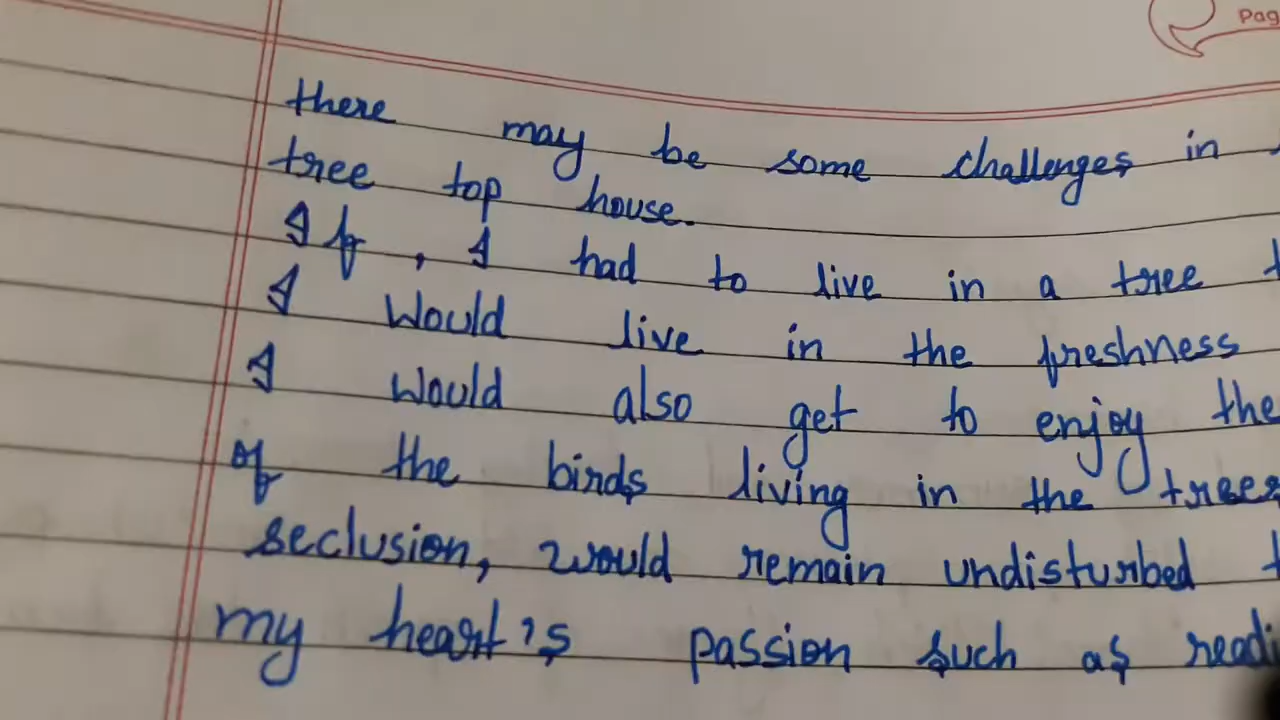 Pag
there may be some challenges in
tree top house.
If, I had to live in a tree
I Would live in the freshness
I would also get to enjoy the
of the birds living in the trees
seclusion, would remain undisturbed
my heart's passion such as readi